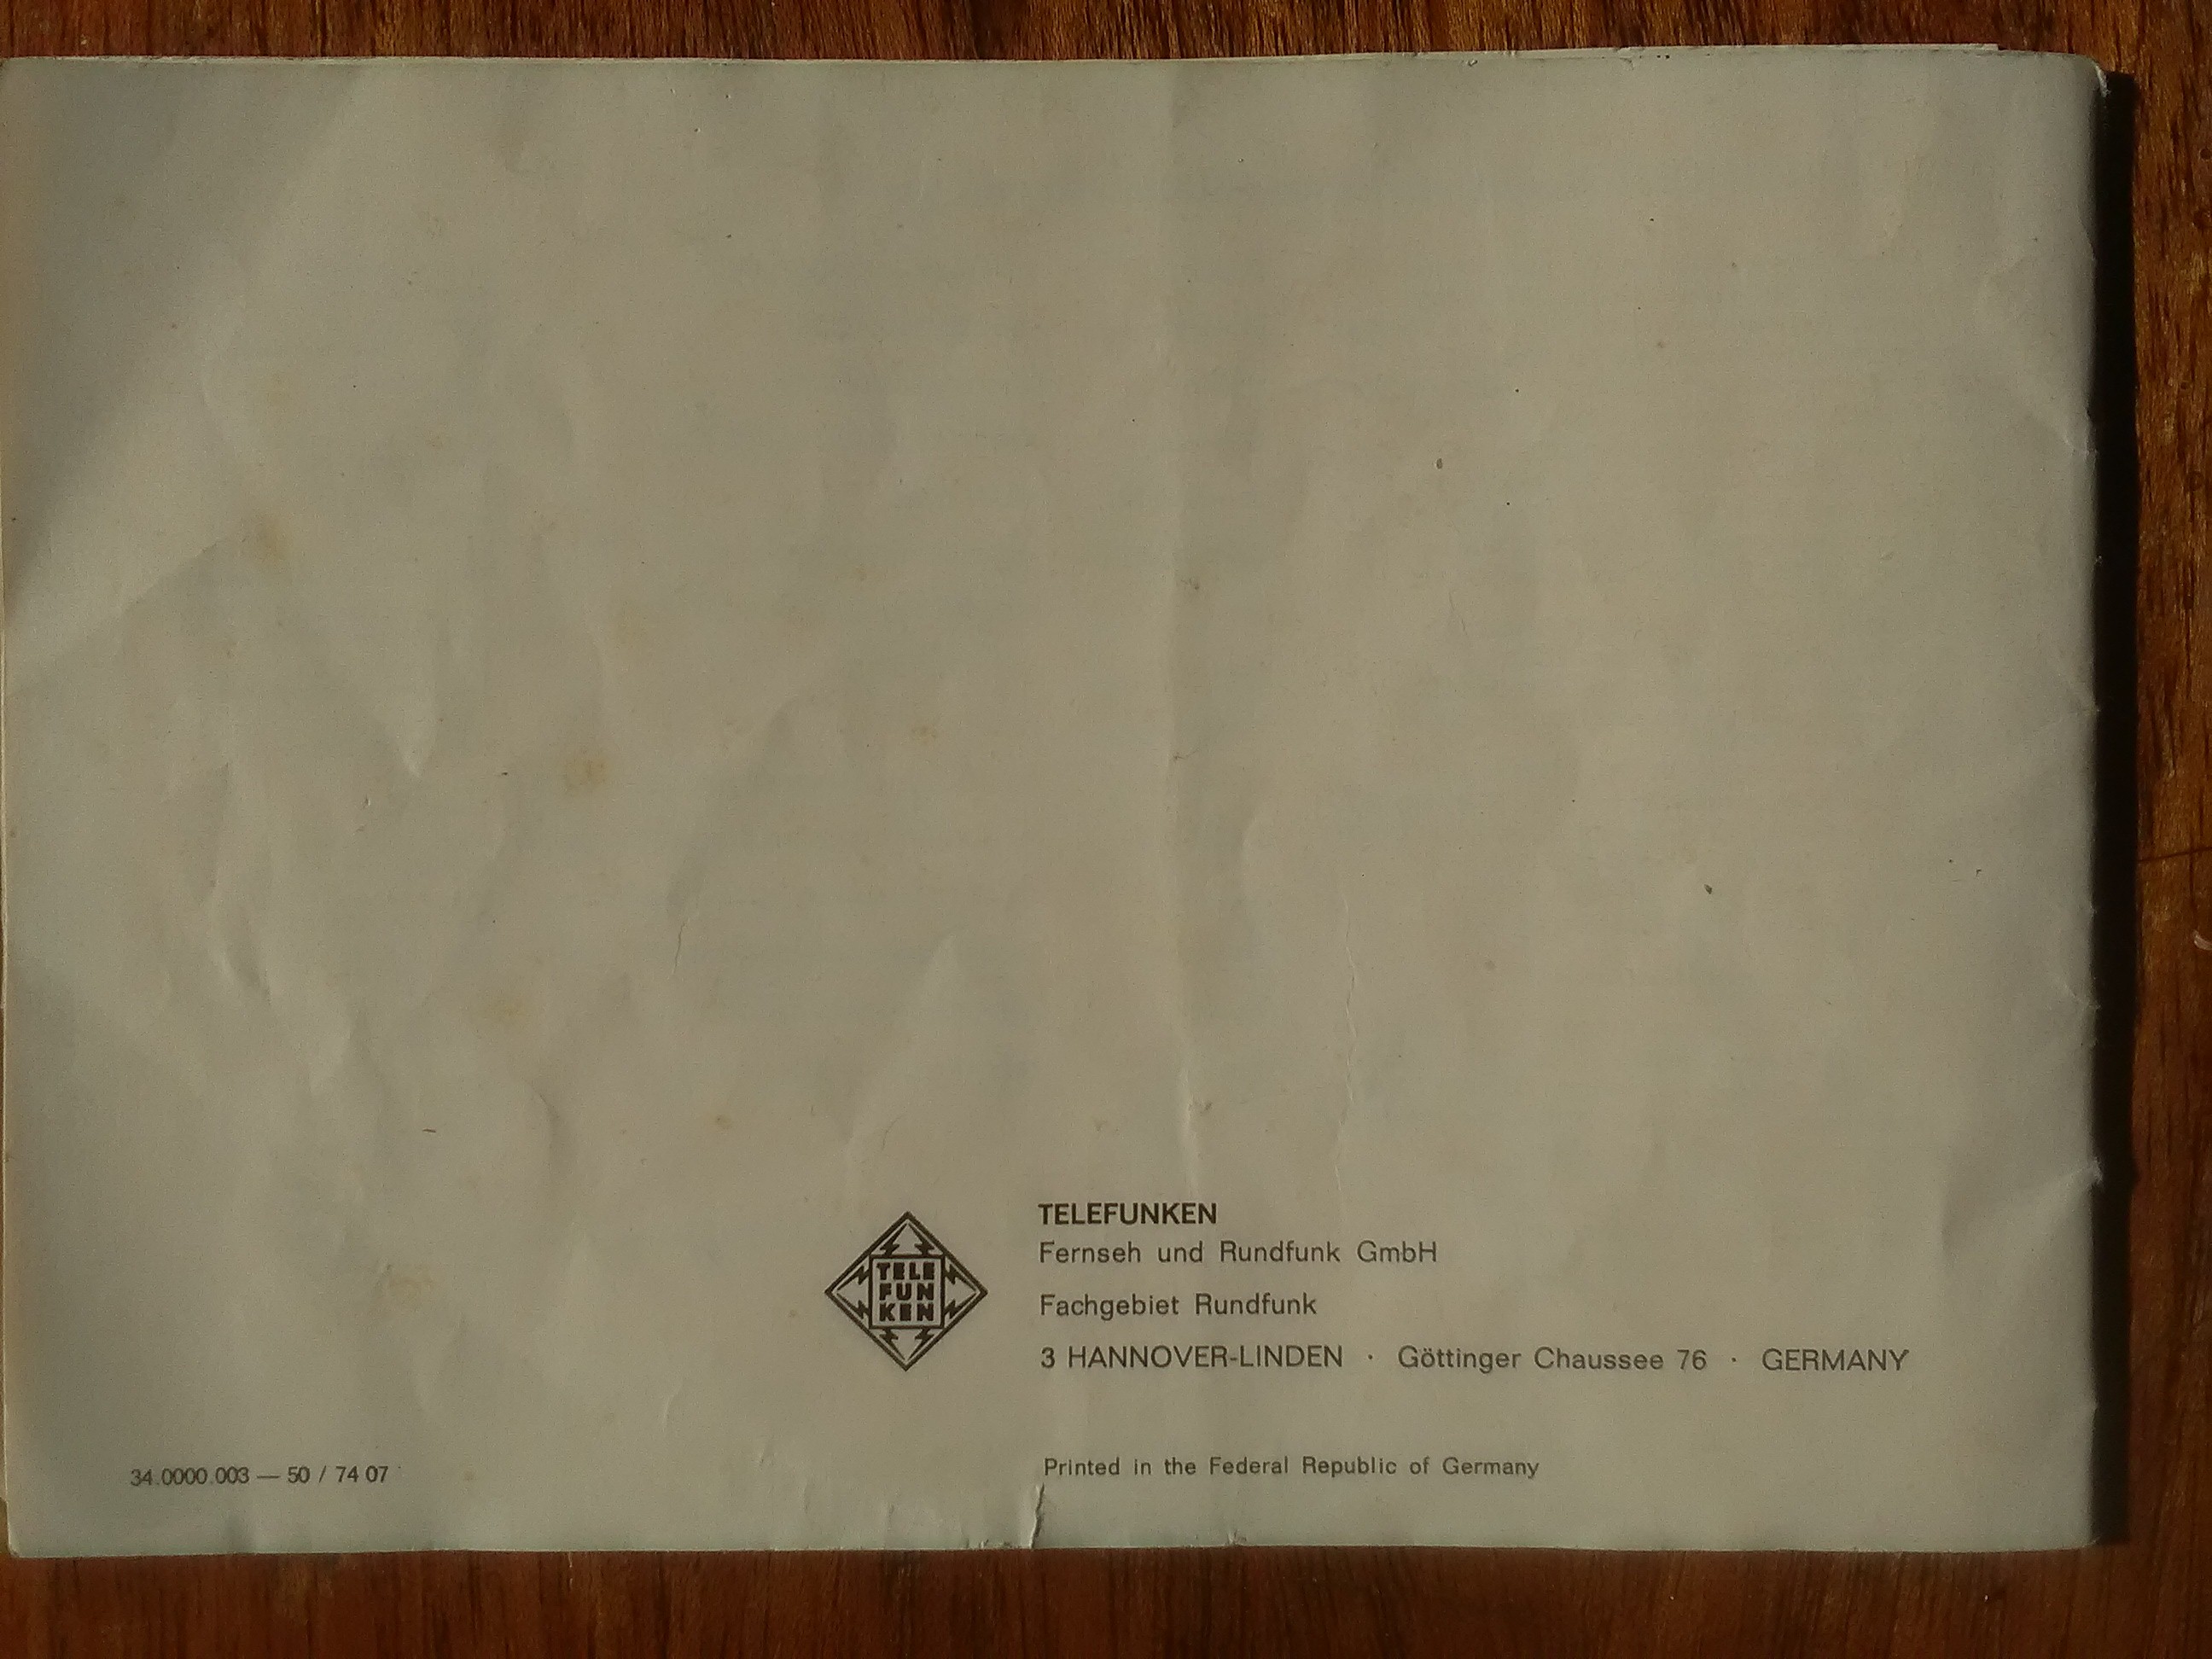 TELE
FUN
KEN
TELEFUNKEN
Fernseh und Rundfunk GmbH
Fachgebiet Rundfunk
3 HANNOVER-LINDEN · Göttinger Chaussee 76 · GERMANY
34.0000.003 — 50 / 74 07
Printed in the Federal Republic of Germany